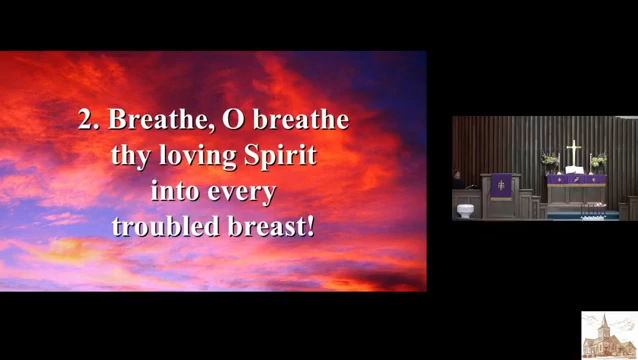 2. Breathe, O breathe
thy loving Spirit
into every
troubled breast!